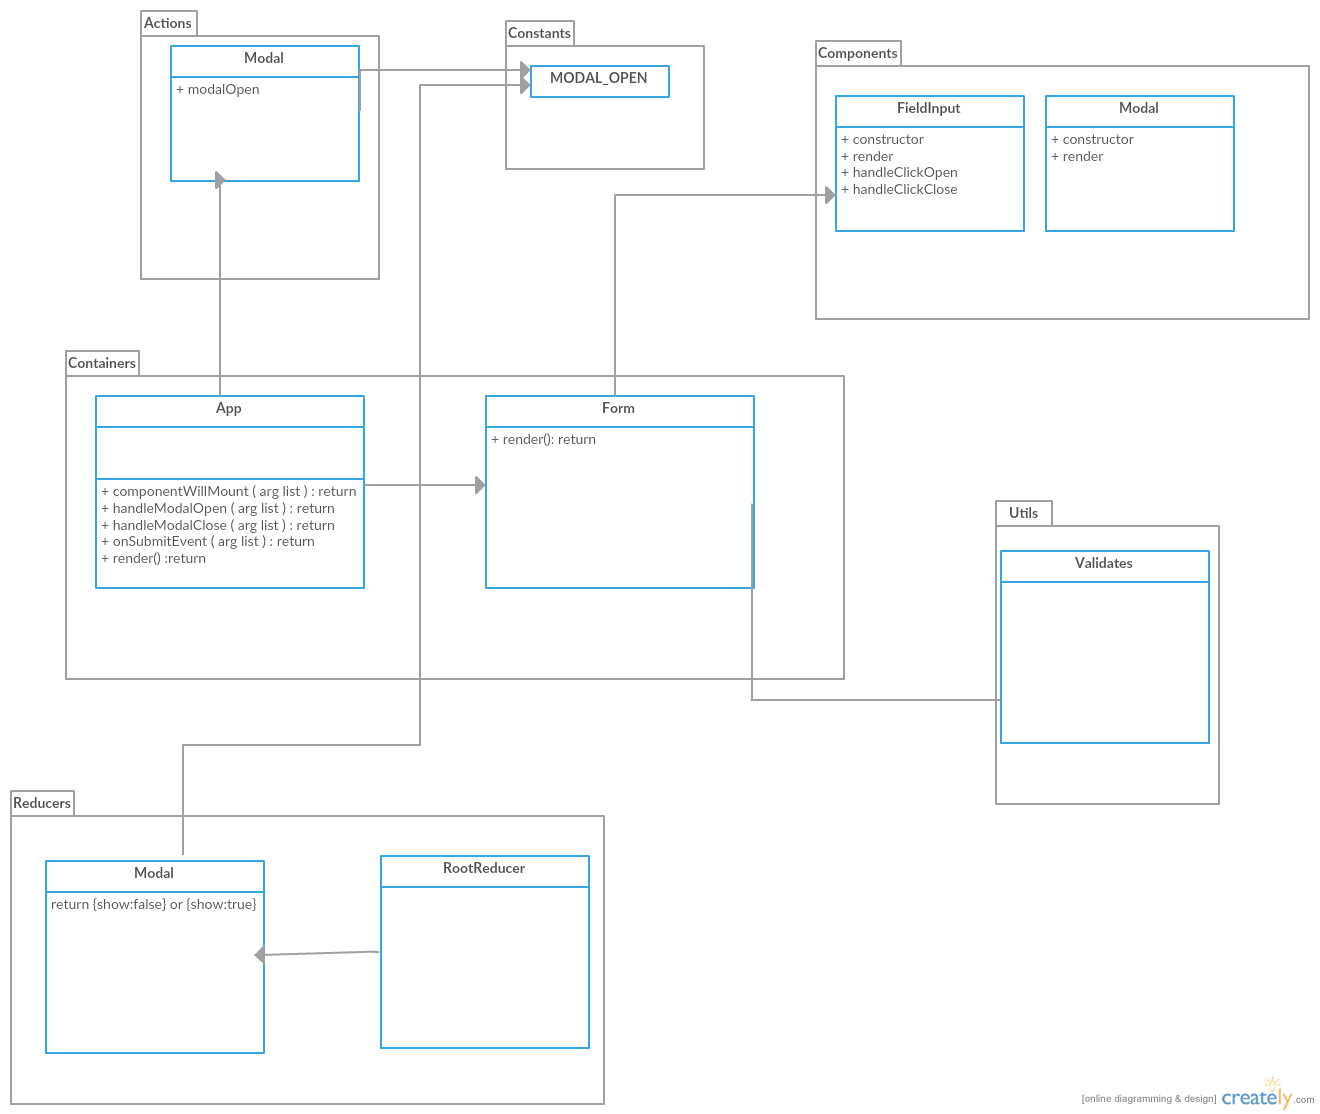 Actions
Modal
+ modalOpen
Constants
MODAL_OPEN
Components
FieldInput
+ constructor
+ render
+ handleClickOpen
+ handleClickClose
Modal
+ constructor
+ render
Containers
App
+ componentWillMount ( arg list ) : return
+ handleModalOpen ( arg list ) : return
+ handleModalClose ( arg list ) : return
+ onSubmitEvent ( arg list ) : return
+ render() :return
Form
+ render(): return
Utils
Validates
Reducers
Modal
return {show:false} or {show:true}
RootReducer
[online diagramming & design] creately.com